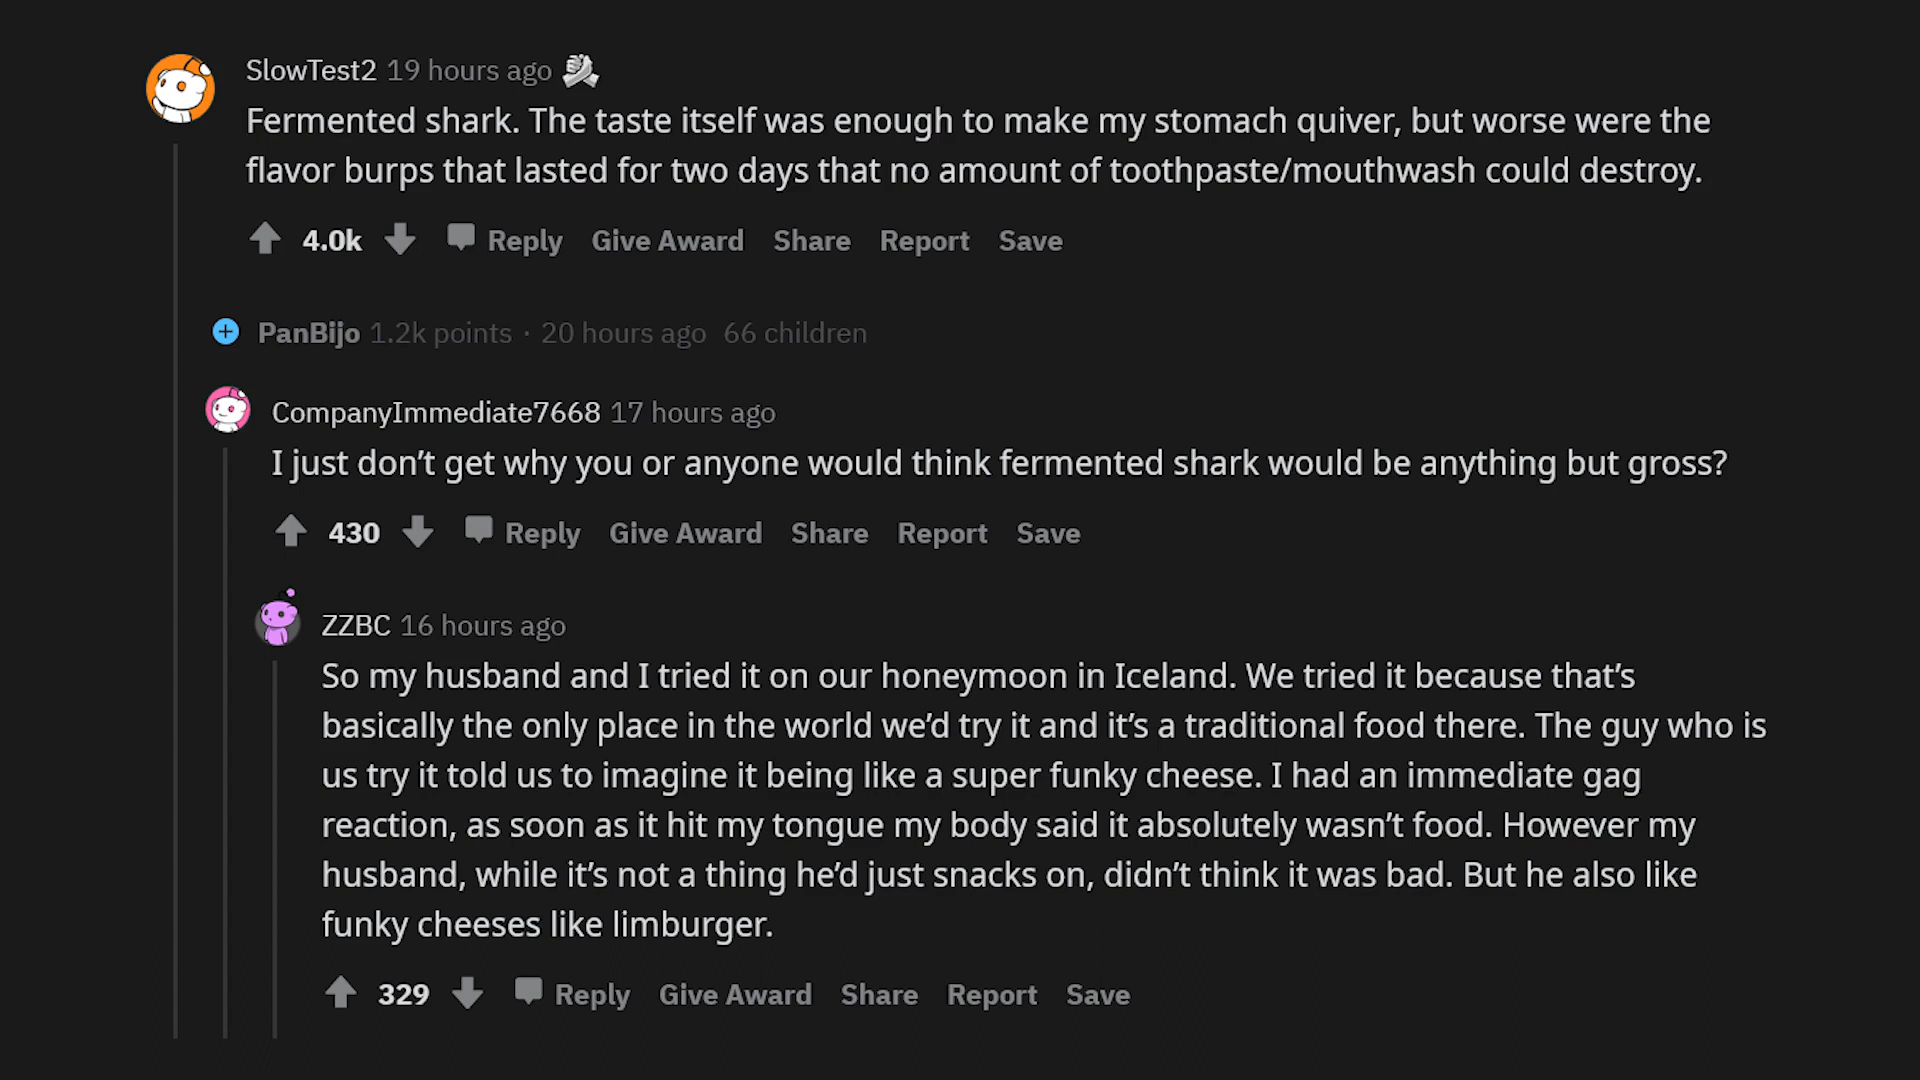 SlowTest2 19 hours ago
Fermented shark. The taste itself was enough to make my stomach quiver, but worse were the
flavor burps that lasted for two days that no amount of toothpaste/mouthwash could destroy.
4.0k Reply Give Award Share Report Save
PanBijo 1.2k points · 20 hours ago 66 children
CompanyImmediate7668 17 hours ago
I just don’t get why you or anyone would think fermented shark would be anything but gross?
430 Reply Give Award Share Report Save
ZZBC 16 hours ago
So my husband and I tried it on our honeymoon in Iceland. We tried it because that’s
basically the only place in the world we’d try it and it’s a traditional food there. The guy who is
us try it told us to imagine it being like a super funky cheese. I had an immediate gag
reaction, as soon as it hit my tongue my body said it absolutely wasn’t food. However my
husband, while it’s not a thing he’d just snacks on, didn’t think it was bad. But he also like
funky cheeses like limburger.
329 Reply Give Award Share Report Save